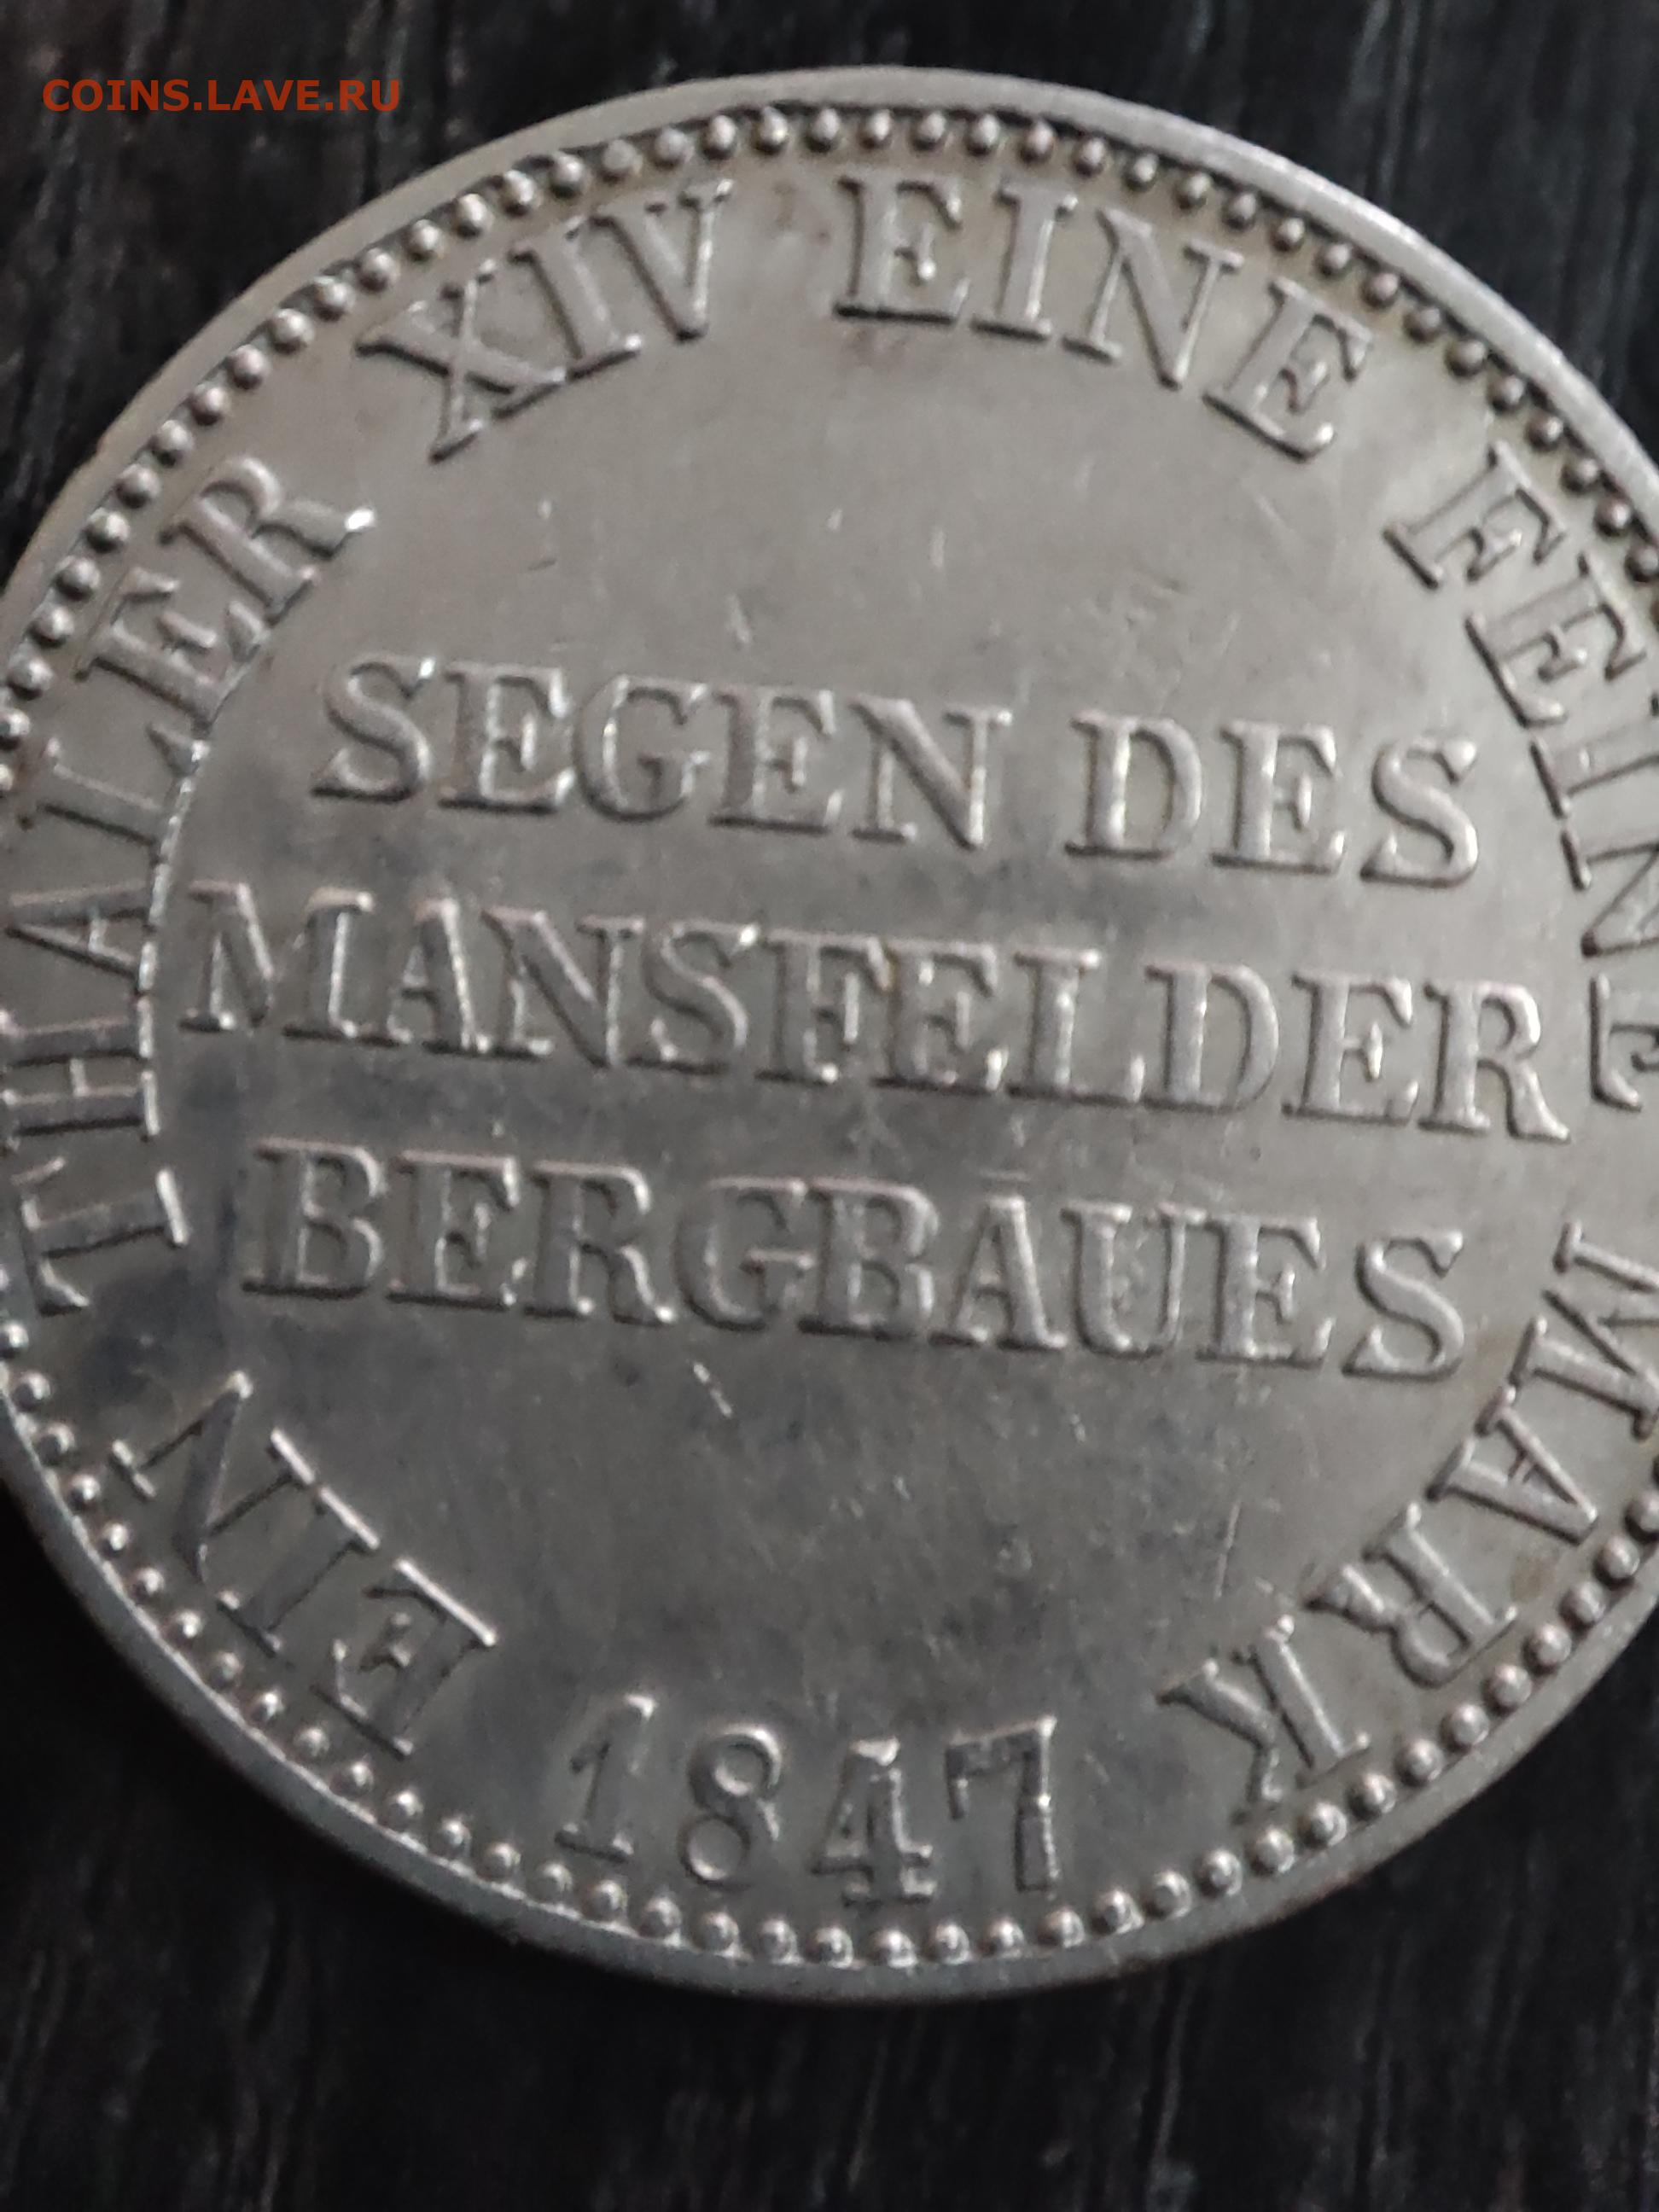 COINS.LAVE.RU
EIN THALER XIV EINE FEINE MARK
SEGEN DES
MANSFELDER
BERGBAUES
1847